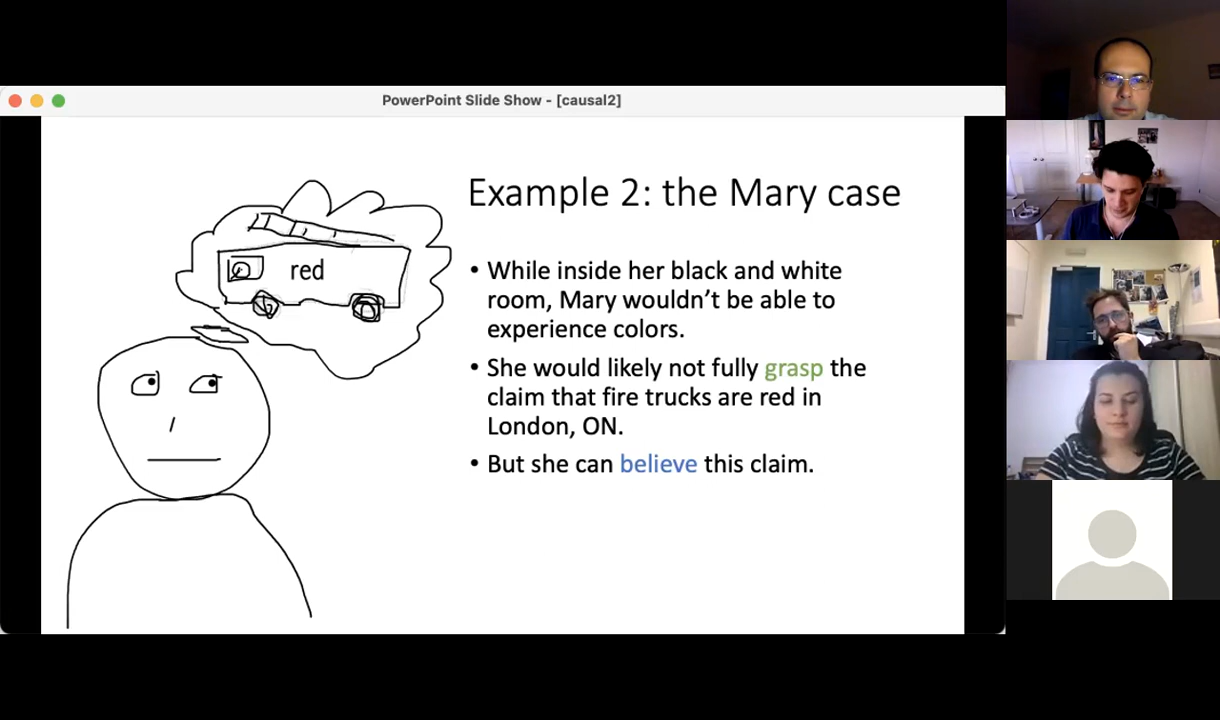 PowerPoint Slide Show - [causal2]
Example 2: the Mary case
red
• While inside her black and white
room, Mary wouldn’t be able to
experience colors.
• She would likely not fully grasp the
claim that fire trucks are red in
London, ON.
• But she can believe this claim.